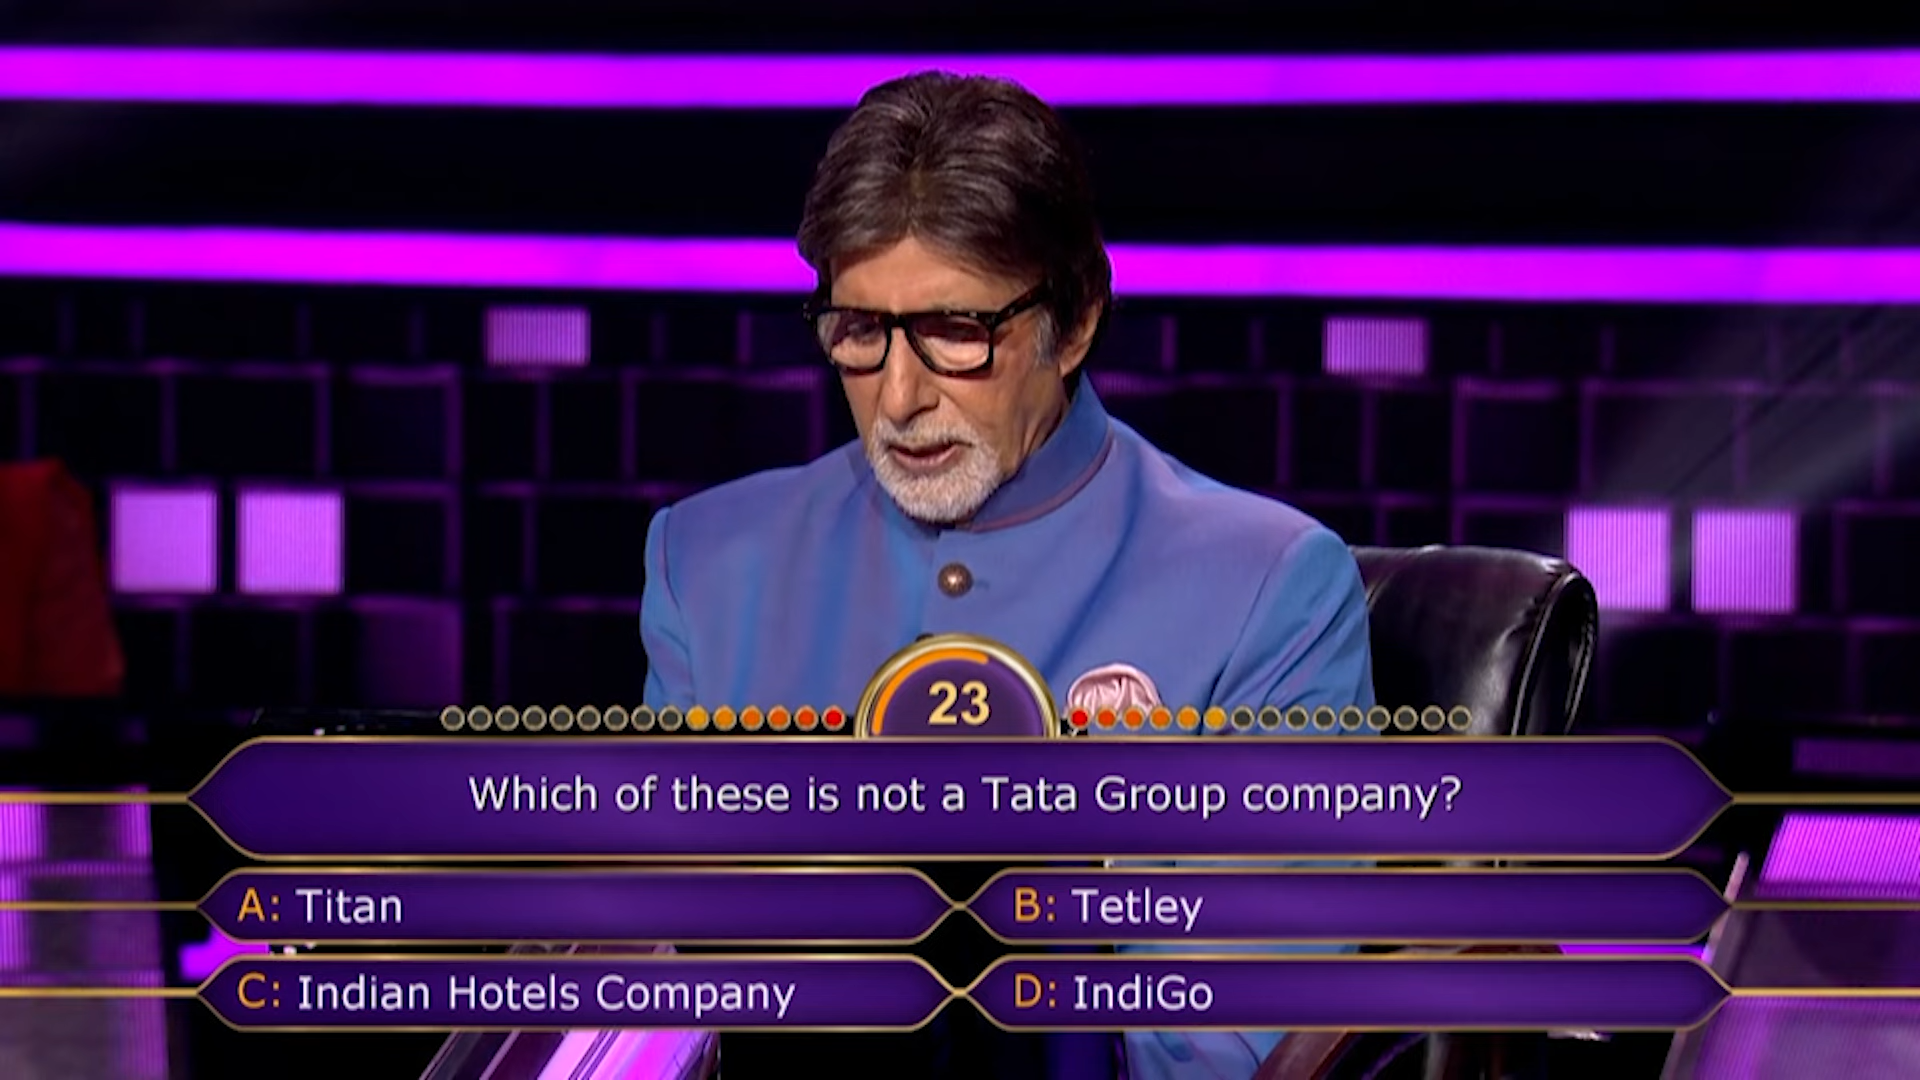 23
Which of these is not a Tata Group company?
A: Titan
B: Tetley
C: Indian Hotels Company
D: IndiGo